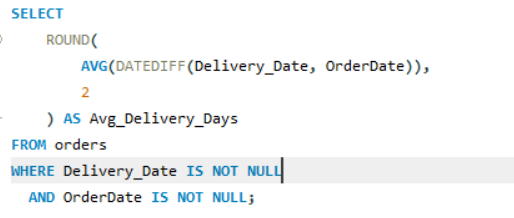 SELECT
    ROUND(
        AVG(DATEDIFF(Delivery_Date, OrderDate)),
        2
    ) AS Avg_Delivery_Days
FROM orders
WHERE Delivery_Date IS NOT NULL
  AND OrderDate IS NOT NULL;